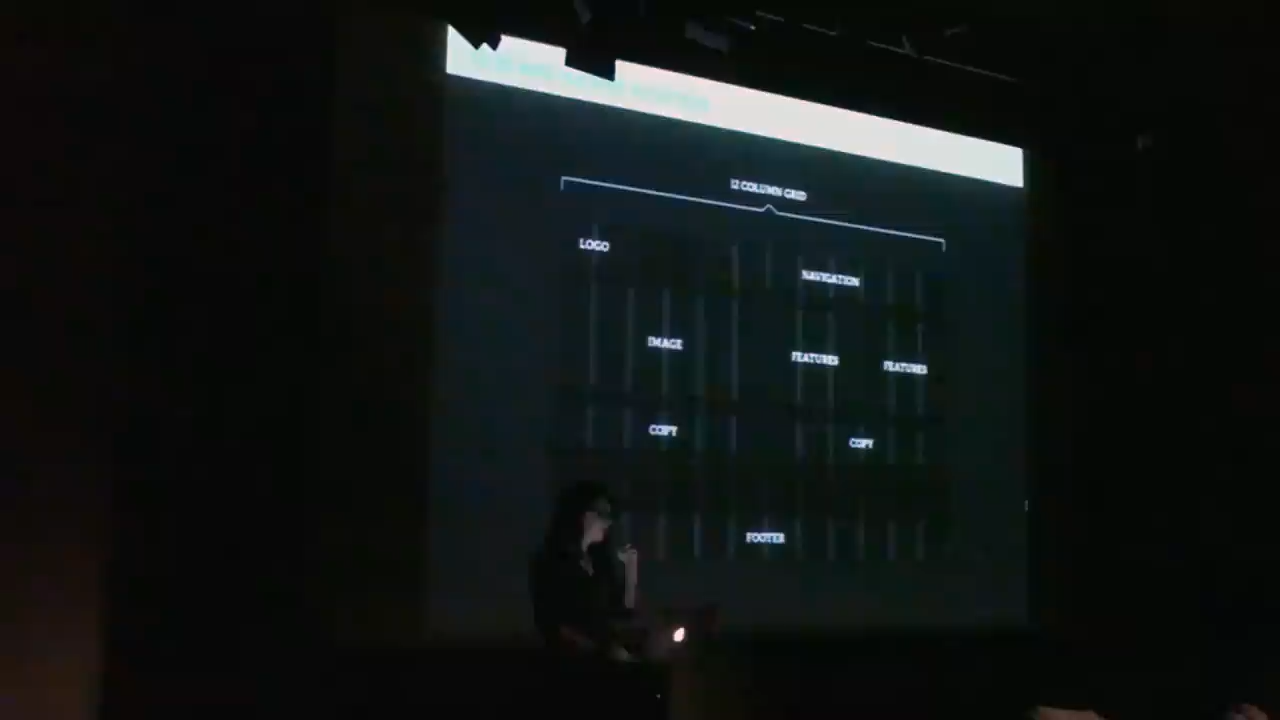 12 COLUMN GRID
LOGO
NAVIGATION
IMAGE
FEATURES
FEATURES
COPY
COPY
FOOTER